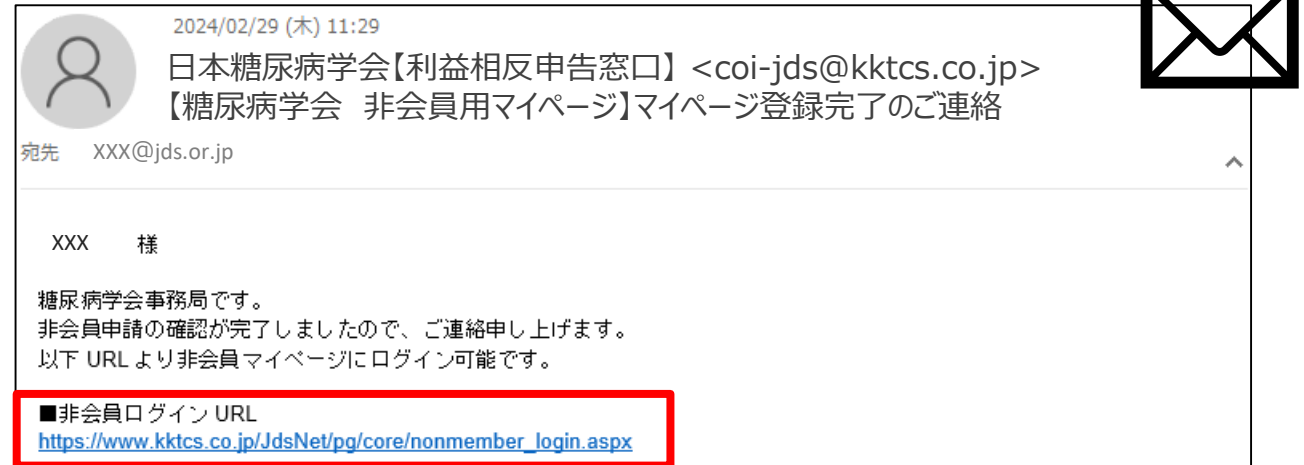 2024/02/29 (木) 11:29
日本糖尿病学会【利益相反申告窓口】 <coi-jds@kktcs.co.jp>
【糖尿病学会　非会員用マイページ】マイページ登録完了のご連絡
宛先　XXX@jds.or.jp
XXX　様
糖尿病学会事務局です。
非会員申請の確認が完了しましたので、ご連絡申し上げます。
以下 URL より非会員マイページにログイン可能です。
■非会員ログイン URL
https://www.kktcs.co.jp/JdsNet/pg/core/nonmember_login.aspx